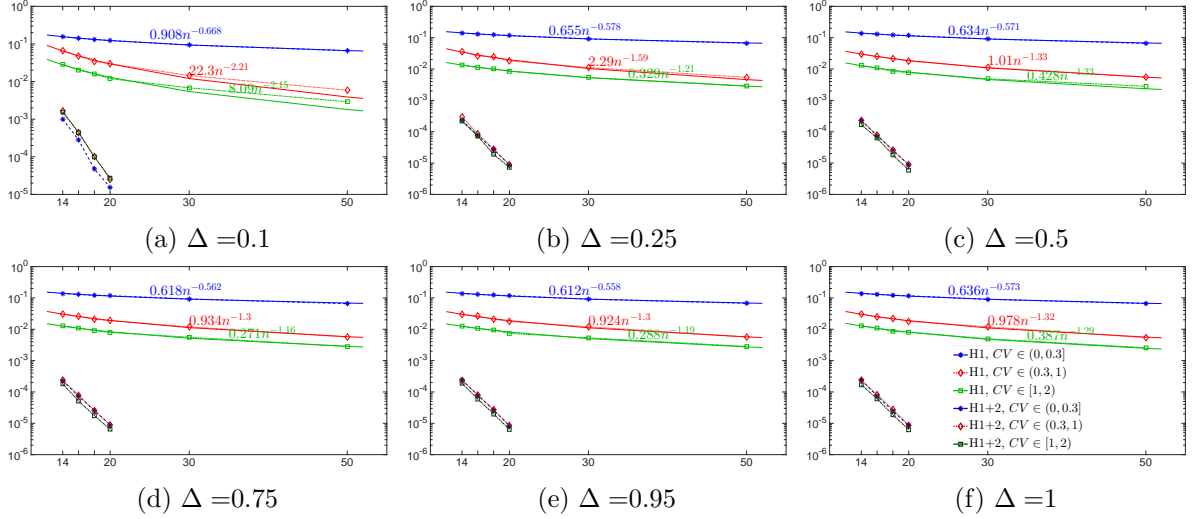 10^0
10^{-1}
10^{-2}
10^{-3}
10^{-4}
10^{-5}
0.908n^{-0.668}
22.3n^{-2.21}
8.09n^{-2.15}
14 20 30 50
(a) Δ =0.1
10^0
10^{-1}
10^{-2}
10^{-3}
10^{-4}
10^{-5}
10^{-6}
0.655n^{-0.578}
2.29n^{-1.59}
0.329n^{-1.21}
14 20 30 50
(b) Δ =0.25
10^0
10^{-1}
10^{-2}
10^{-3}
10^{-4}
10^{-5}
10^{-6}
0.634n^{-0.571}
1.01n^{-1.33}
0.428n^{-1.33}
14 20 30 50
(c) Δ =0.5
10^0
10^{-1}
10^{-2}
10^{-3}
10^{-4}
10^{-5}
10^{-6}
0.618n^{-0.562}
0.934n^{-1.3}
0.271n^{-1.16}
14 20 30 50
(d) Δ =0.75
10^0
10^{-1}
10^{-2}
10^{-3}
10^{-4}
10^{-5}
10^{-6}
0.612n^{-0.558}
0.924n^{-1.3}
0.288n^{-1.19}
14 20 30 50
(e) Δ =0.95
10^0
10^{-1}
10^{-2}
10^{-3}
10^{-4}
10^{-5}
10^{-6}
0.636n^{-0.573}
0.978n^{-1.32}
0.387n^{-1.29}
H1, CV ∈ (0, 0.3]
H1, CV ∈ (0.3, 1)
H1, CV ∈ [1, 2)
H1+2, CV ∈ (0, 0.3]
H1+2, CV ∈ (0.3, 1)
H1+2, CV ∈ [1, 2)
14 20 30 50
(f) Δ =1